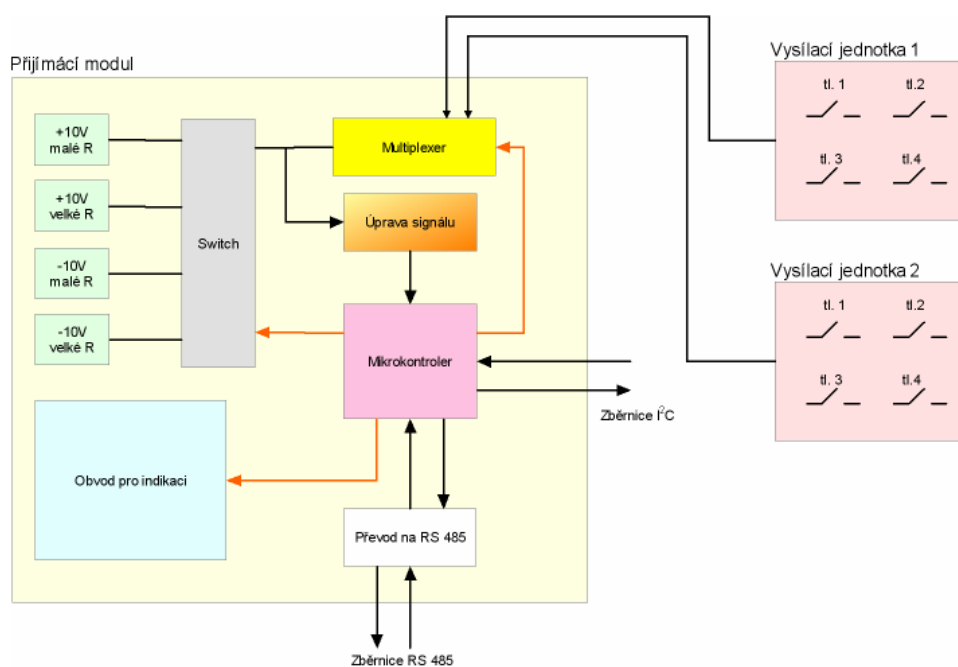 Přijímácí modul
+10V
malé R
+10V
velké R
-10V
malé R
-10V
velké R
Switch
Multiplexer
Úprava signálu
Mikrokontroler
Obvod pro indikaci
Převod na RS 485
Zběrnice I²C
Zběrnice RS 485
Vysílací jednotka 1
tl. 1
tl.2
tl. 3
tl.4
Vysílací jednotka 2
tl. 1
tl.2
tl. 3
tl.4